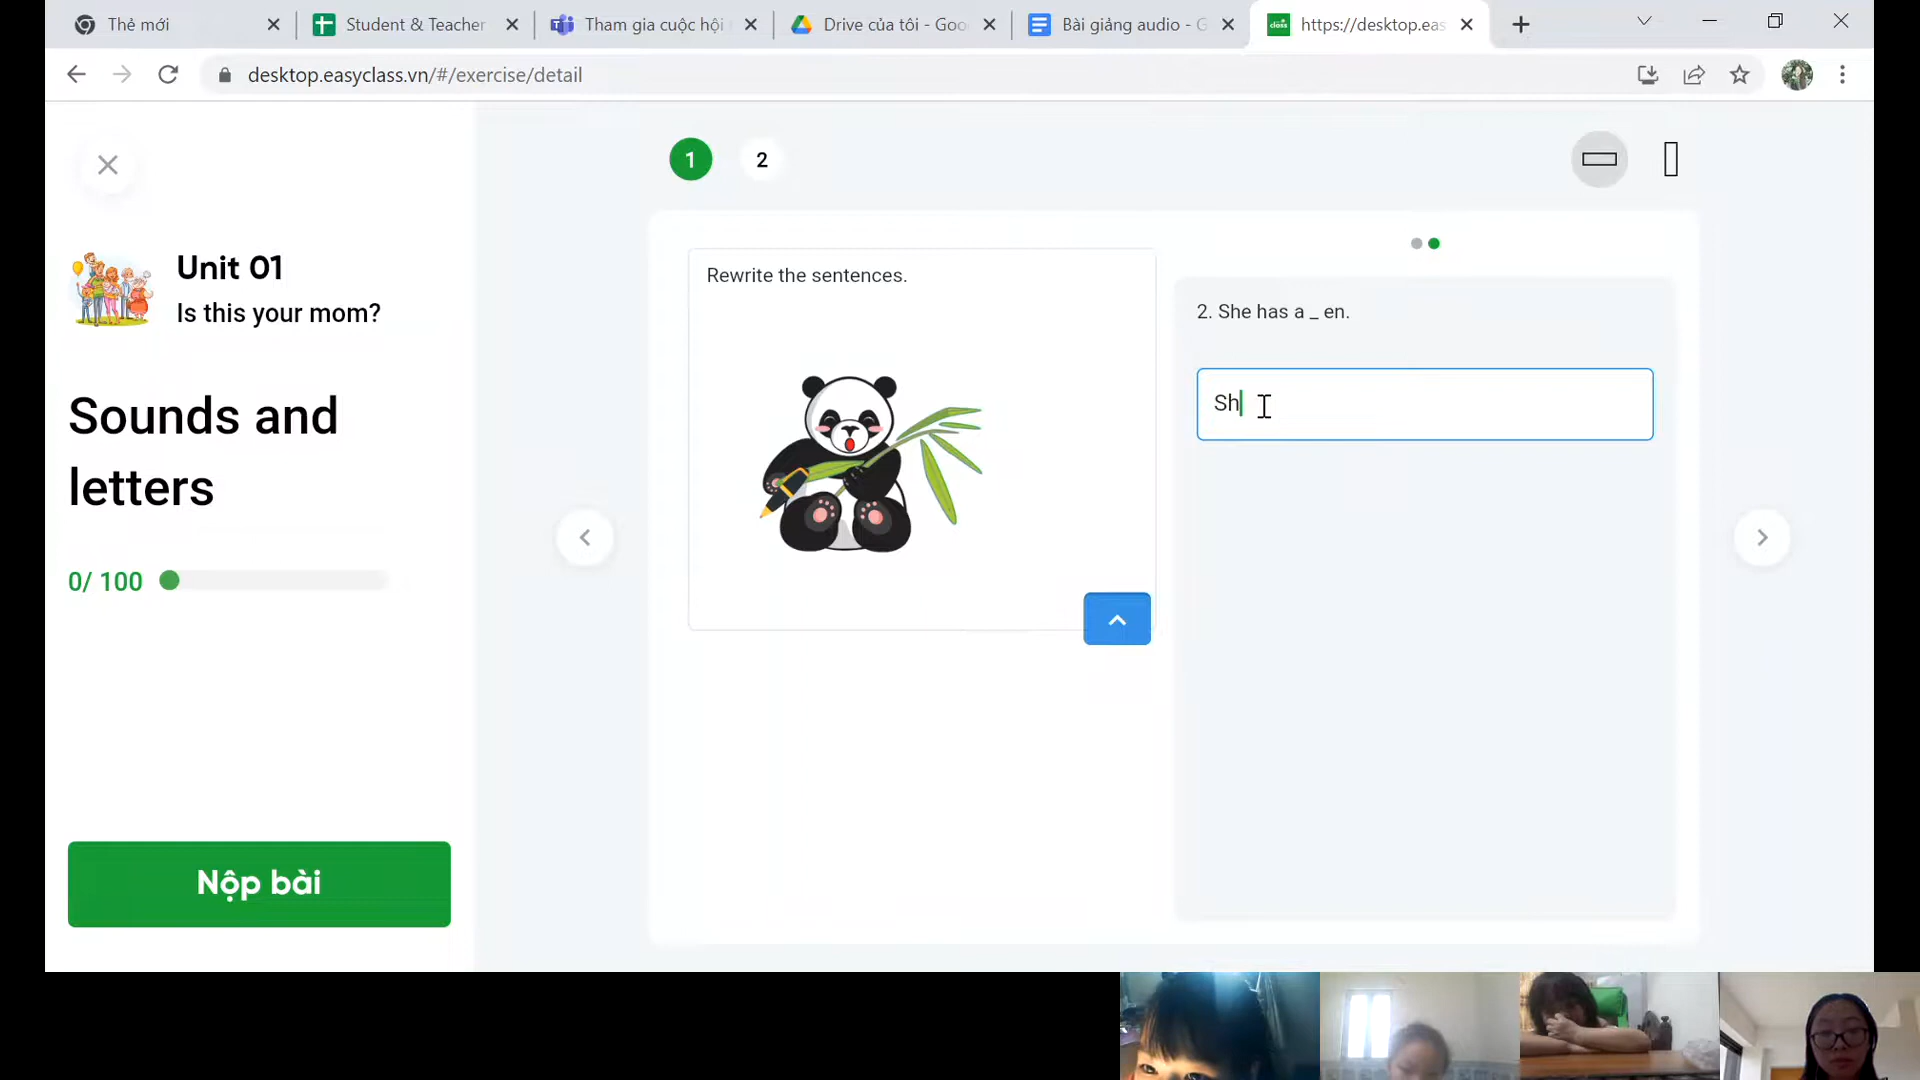 Thẻ mới
Student & Teacher
Tham gia cuộc hội
Drive của tôi - Goo
Bài giảng audio - G
https://desktop.eas
desktop.easyclass.vn/#/exercise/detail
1
2
Unit 01
Is this your mom?
Sounds and
letters
0/ 100
Nộp bài
Rewrite the sentences.
2. She has a _ en.
Sh